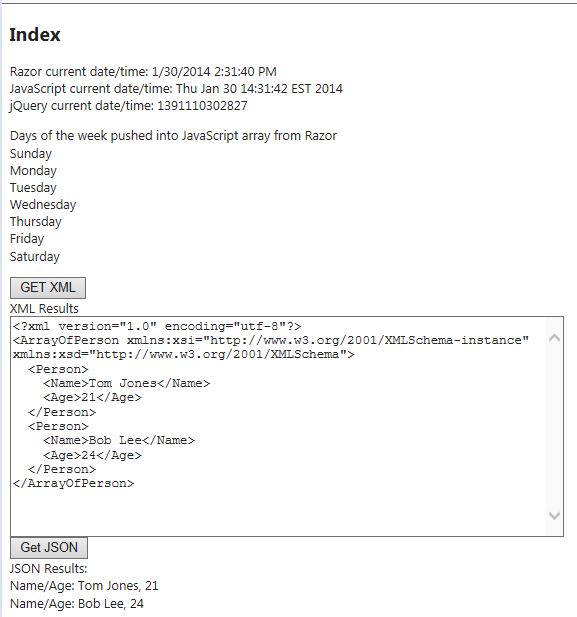 Index
Razor current date/time: 1/30/2014 2:31:40 PM
JavaScript current date/time: Thu Jan 30 14:31:42 EST 2014
jQuery current date/time: 1391110302827
Days of the week pushed into JavaScript array from Razor
Sunday
Monday
Tuesday
Wednesday
Thursday
Friday
Saturday
GET XML
XML Results
<?xml version="1.0" encoding="utf-8"?>
<ArrayOfPerson xmlns:xsi="http://www.w3.org/2001/XMLSchema-instance"
xmlns:xsd="http://www.w3.org/2001/XMLSchema">
  <Person>
    <Name>Tom Jones</Name>
    <Age>21</Age>
  </Person>
  <Person>
    <Name>Bob Lee</Name>
    <Age>24</Age>
  </Person>
</ArrayOfPerson>
Get JSON
JSON Results:
Name/Age: Tom Jones, 21
Name/Age: Bob Lee, 24